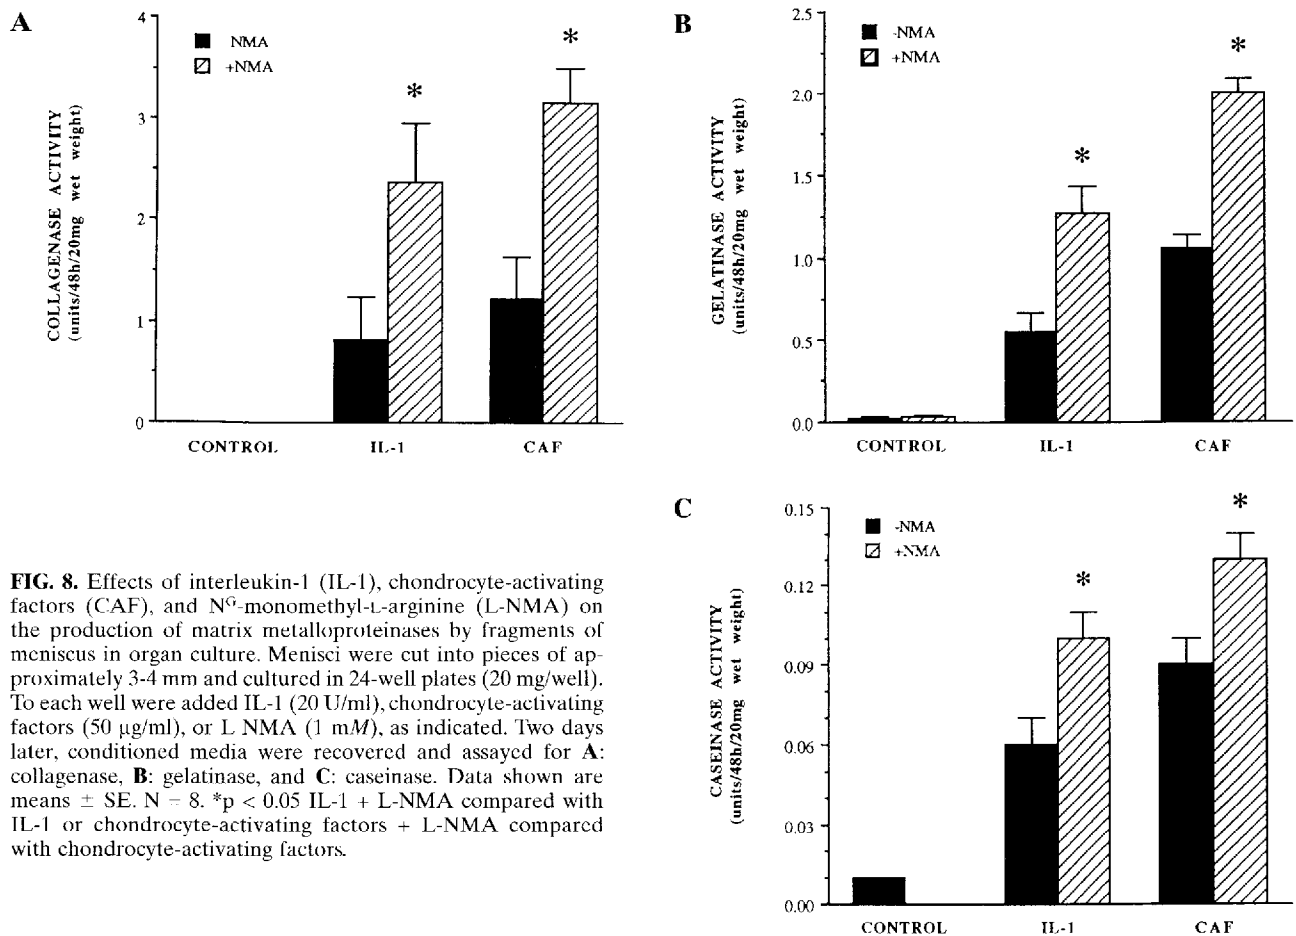 A
COLLAGENASE ACTIVITY
(units/48h/20mg wet weight)
4
3
2
1
0
NMA
+NMA
*
*
CONTROL IL-1 CAF
B
GELATINASE ACTIVITY
(units/48h/20mg wet weight)
2.5
2.0
1.5
1.0
0.5
0.0
-NMA
+NMA
*
*
CONTROL IL-1 CAF
C
CASEINASE ACTIVITY
(units/48h/20mg wet weight)
0.15
0.12
0.09
0.06
0.03
0.00
-NMA
+NMA
*
*
CONTROL IL-1 CAF
FIG. 8. Effects of interleukin-1 (IL-1), chondrocyte-activating
factors (CAF), and Nᴳ-monomethyl-L-arginine (L-NMA) on
the production of matrix metalloproteinases by fragments of
meniscus in organ culture. Menisci were cut into pieces of ap-
proximately 3-4 mm and cultured in 24-well plates (20 mg/well).
To each well were added IL-1 (20 U/ml), chondrocyte-activating
factors (50 µg/ml), or L NMA (1 mM), as indicated. Two days
later, conditioned media were recovered and assayed for A:
collagenase, B: gelatinase, and C: caseinase. Data shown are
means ± SE. N = 8. *p < 0.05 IL-1 + L-NMA compared with
IL-1 or chondrocyte-activating factors + L-NMA compared
with chondrocyte-activating factors.